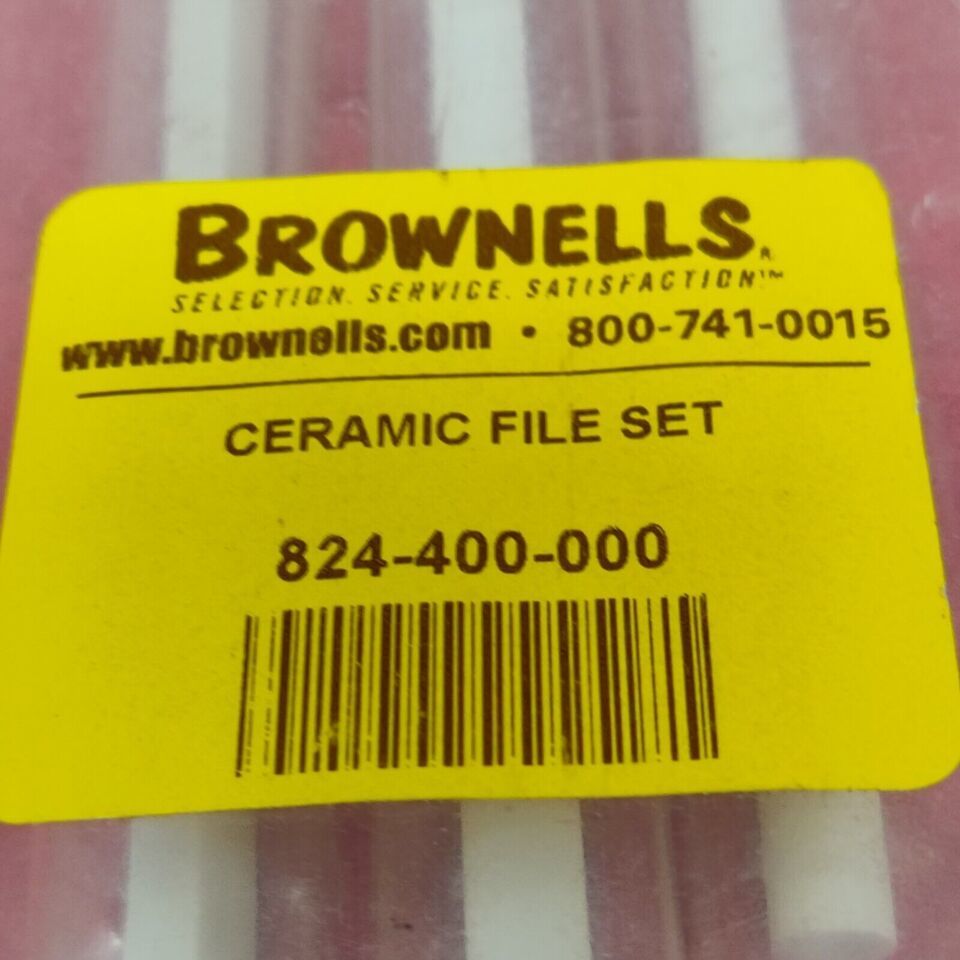 BROWNELLS®
SELECTION. SERVICE. SATISFACTION™
www.brownells.com • 800-741-0015
CERAMIC FILE SET
824-400-000